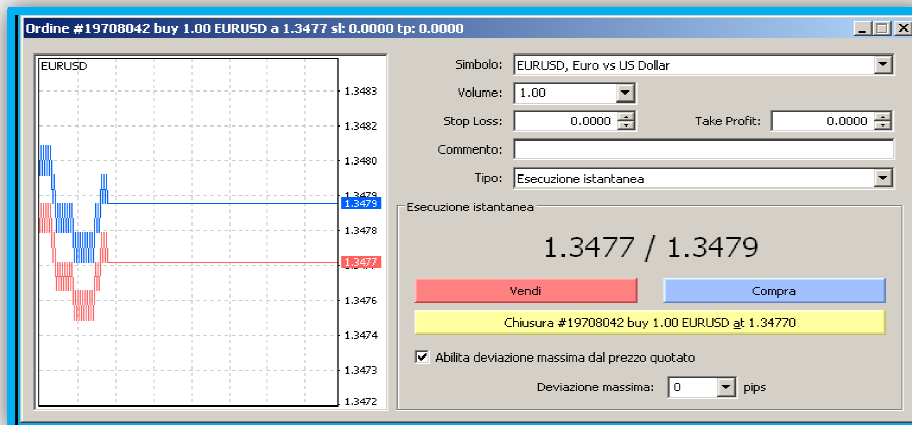 Ordine #19708042 buy 1.00 EURUSD a 1.3477 sl: 0.0000 tp: 0.0000
EURUSD
1.3483
1.3482
1.3480
1.3479
1.3479
1.3478
1.3477
1.3476
1.3474
1.3473
1.3472
Simbolo: EURUSD, Euro vs US Dollar
Volume: 1.00
Stop Loss: 0.0000 Take Profit: 0.0000
Commento:
Tipo: Esecuzione istantanea
Esecuzione istantanea
1.3477 / 1.3479
Vendi Compra
Chiusura #19708042 buy 1.00 EURUSD at 1.34770
Abilita deviazione massima dal prezzo quotato
Deviazione massima: 0 pips